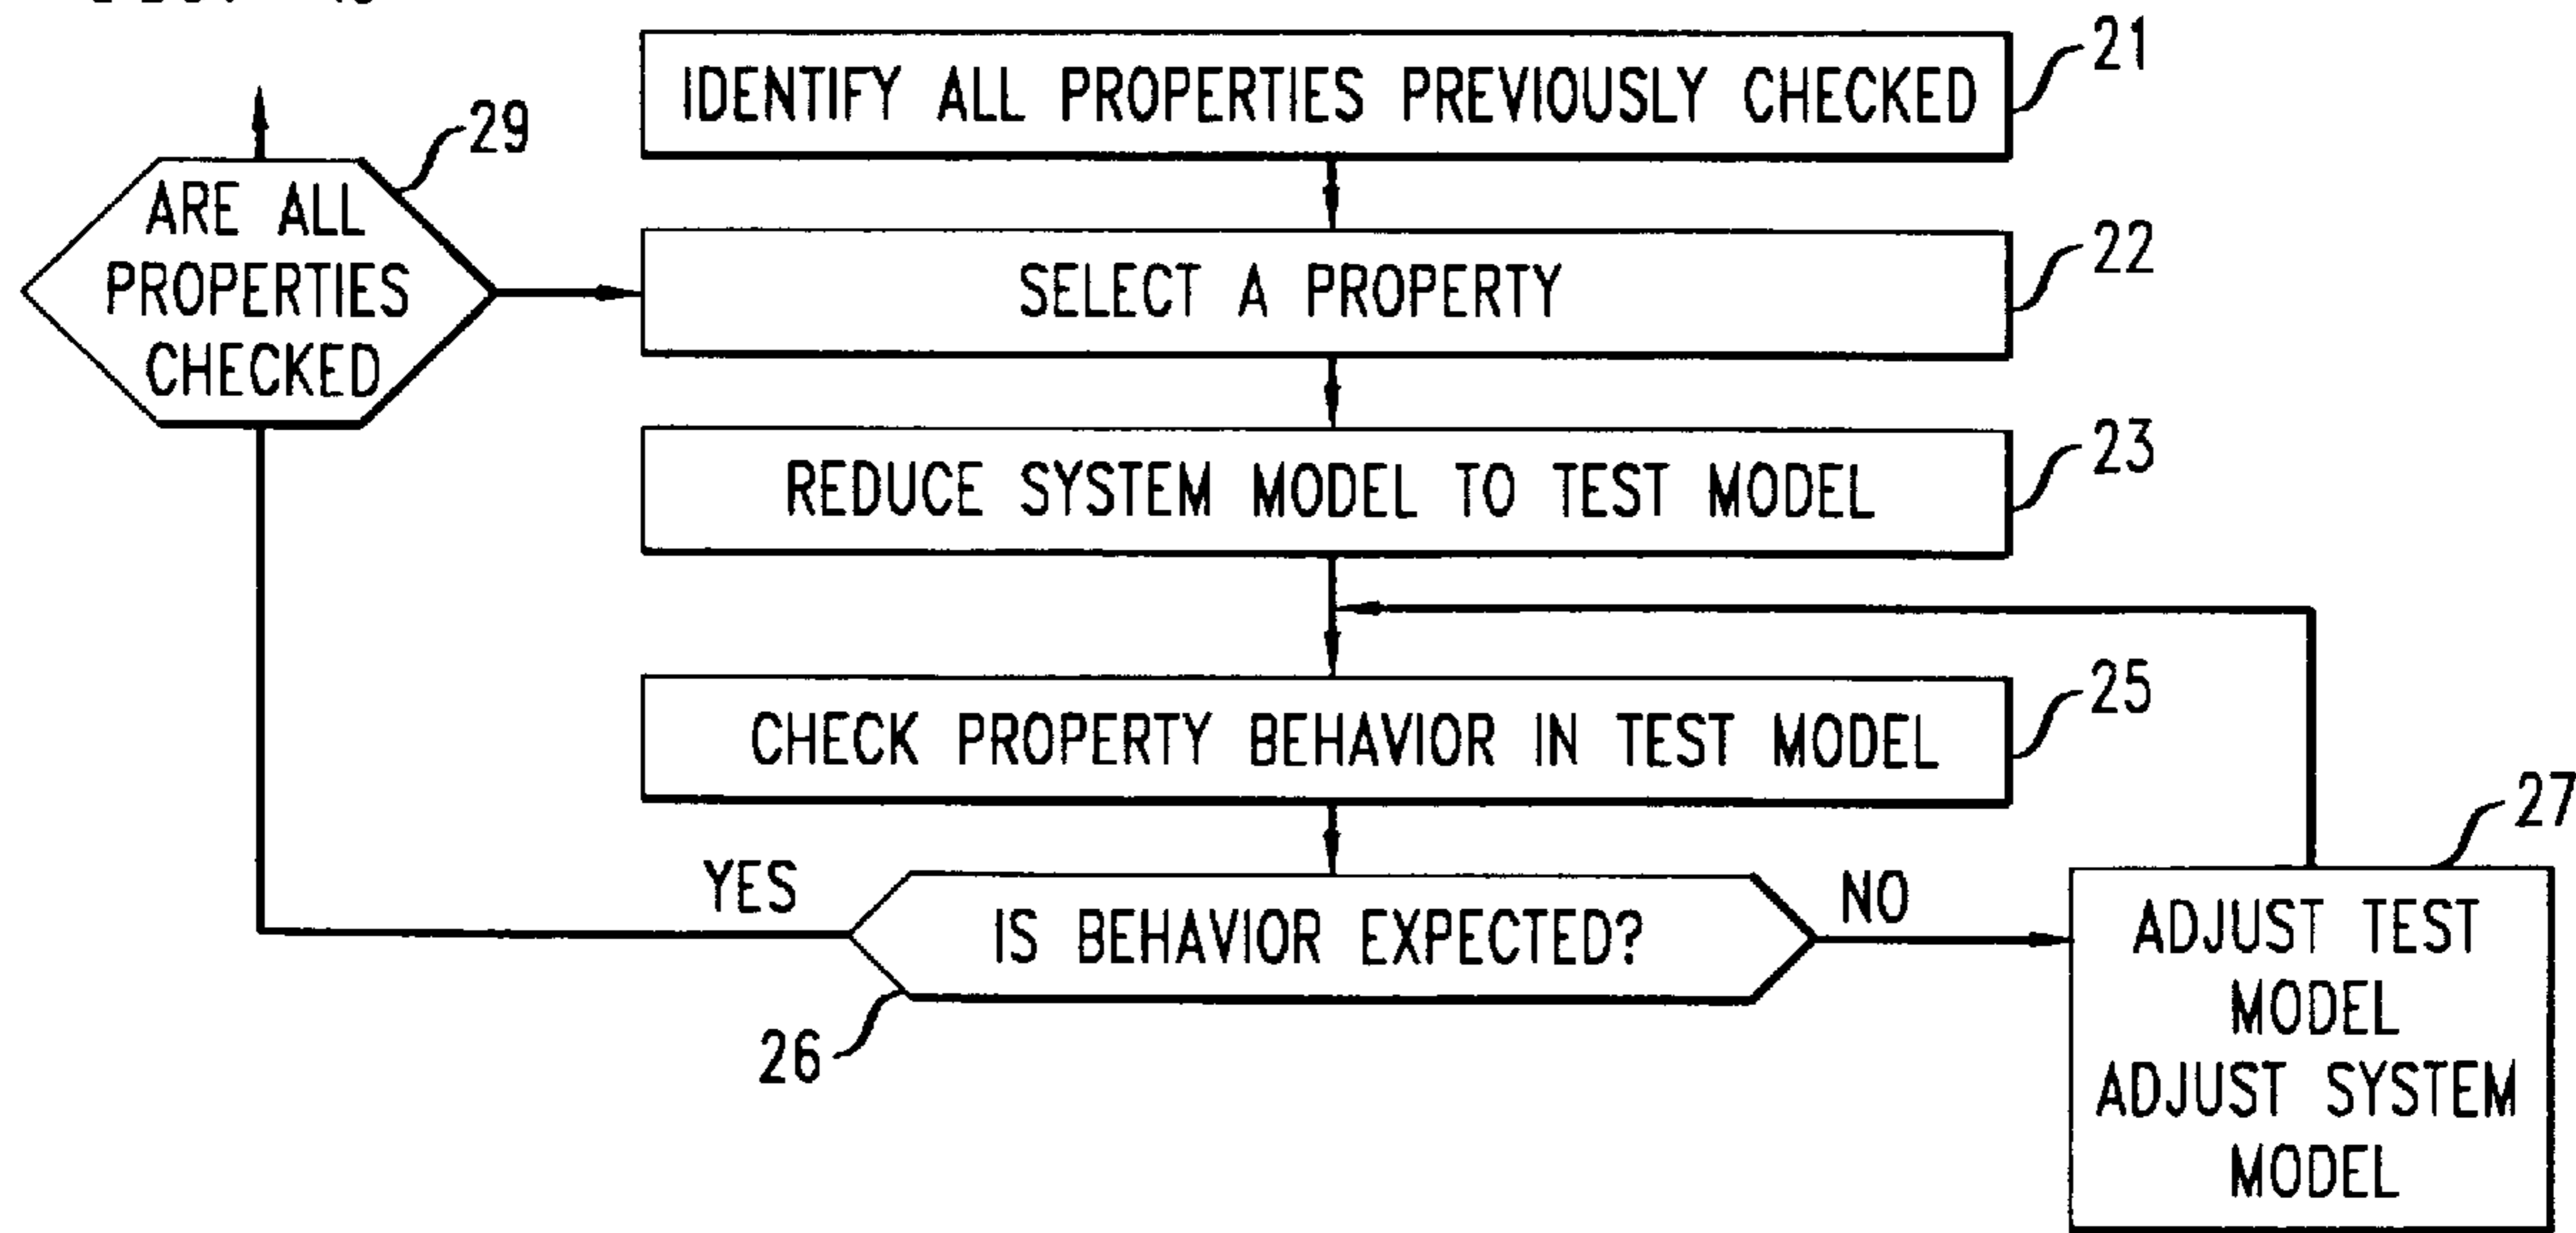 21
IDENTIFY ALL PROPERTIES PREVIOUSLY CHECKED
29
ARE ALL
PROPERTIES
CHECKED
22
SELECT A PROPERTY
23
REDUCE SYSTEM MODEL TO TEST MODEL
25
CHECK PROPERTY BEHAVIOR IN TEST MODEL
27
YES
IS BEHAVIOR EXPECTED?
NO
26
ADJUST TEST
MODEL
ADJUST SYSTEM
MODEL